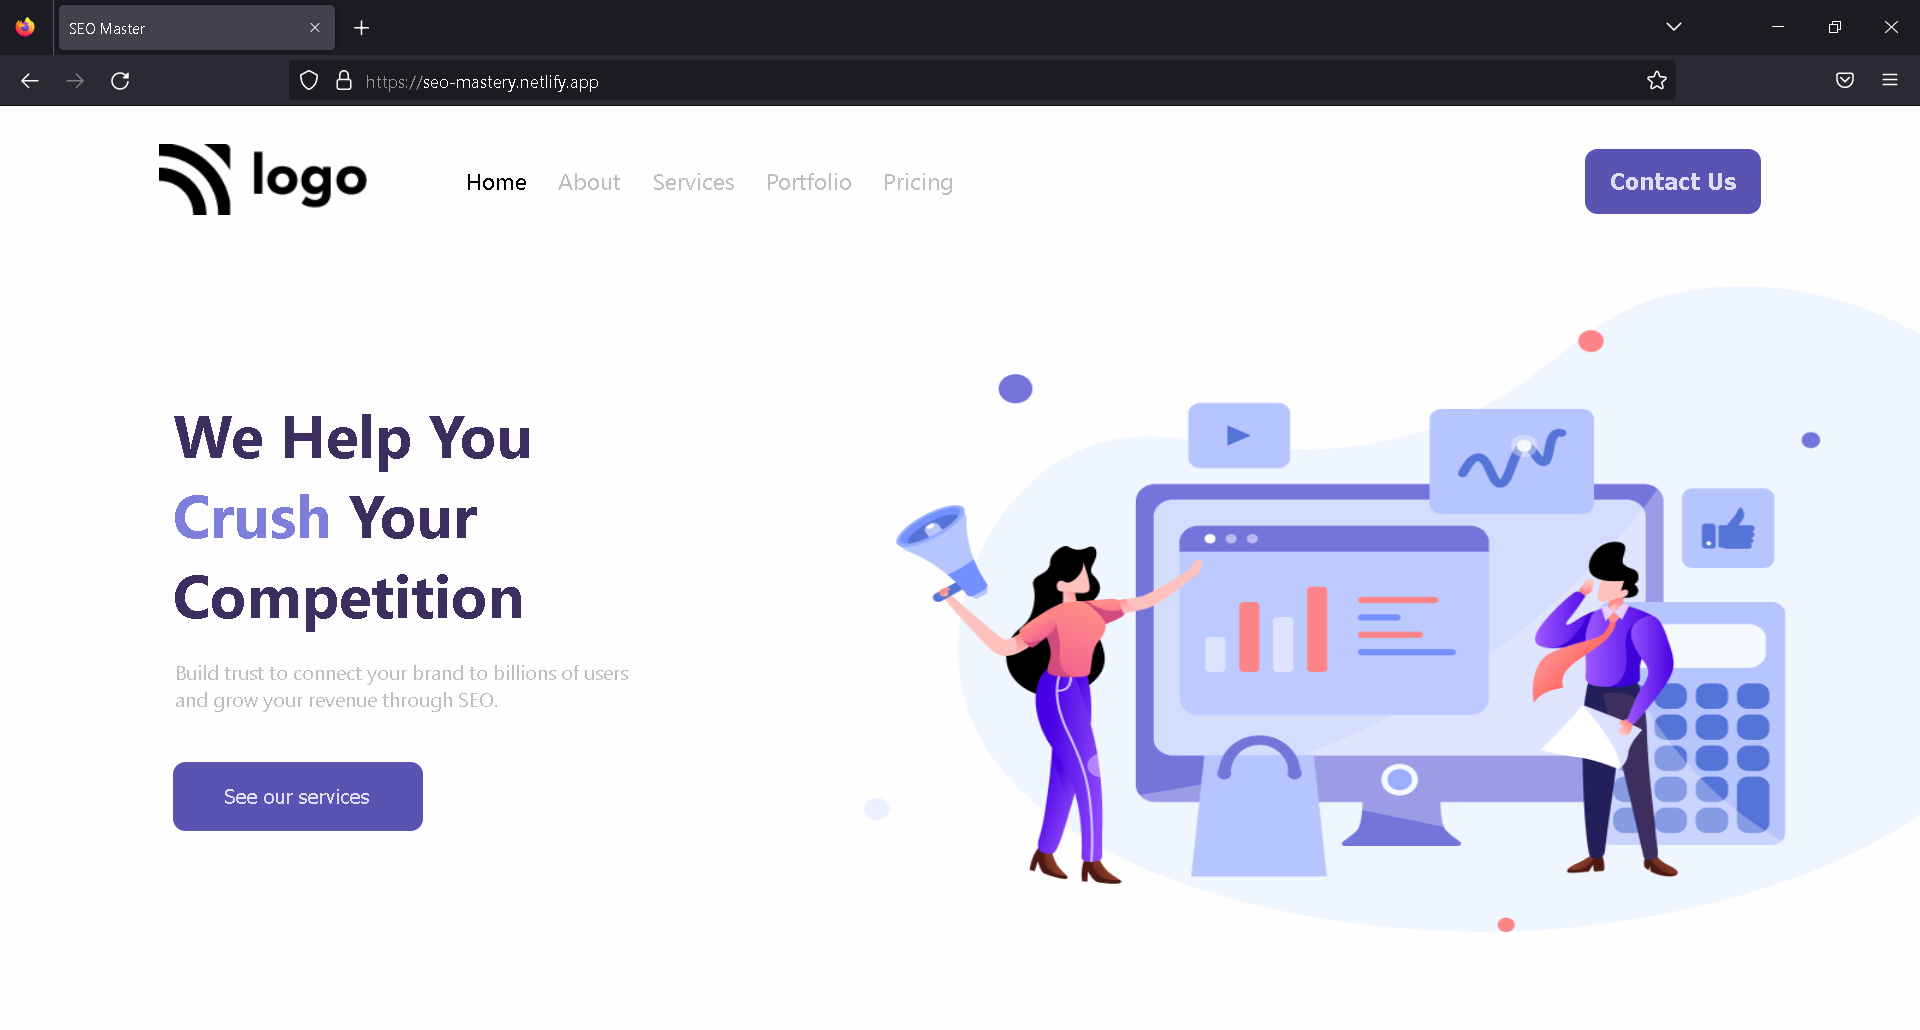 SEO Master
https://seo-mastery.netlify.app
logo
Home About Services Portfolio Pricing
Contact Us
We Help You
Crush Your
Competition
Build trust to connect your brand to billions of users
and grow your revenue through SEO.
See our services